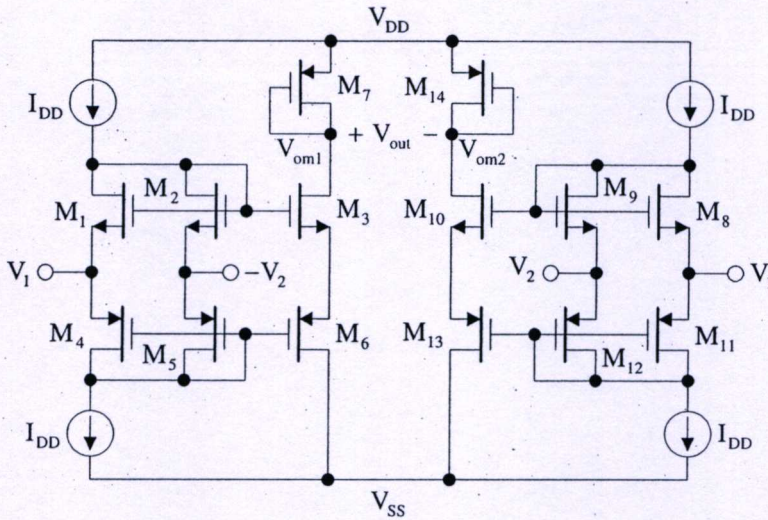 V_DD
I_DD M_7 M_14 I_DD
+ V_out −
V_om1 V_om2
M_1 M_2 M_3 M_10 M_9 M_8
V_1 -V_2 V_2 V
M_4 M_5 M_6 M_13 M_12 M_11
I_DD I_DD
V_SS